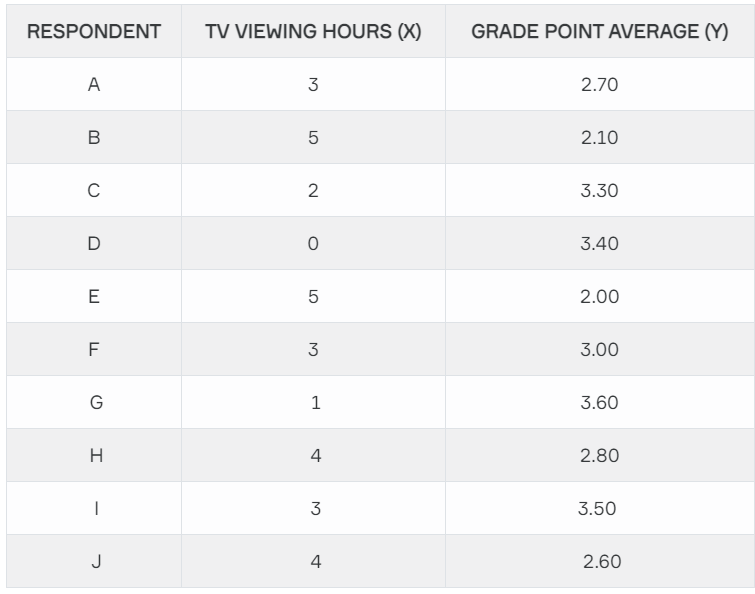 RESPONDENT TV VIEWING HOURS (X) GRADE POINT AVERAGE (Y)
A 3 2.70
B 5 2.10
C 2 3.30
D 0 3.40
E 5 2.00
F 3 3.00
G 1 3.60
H 4 2.80
I 3 3.50
J 4 2.60